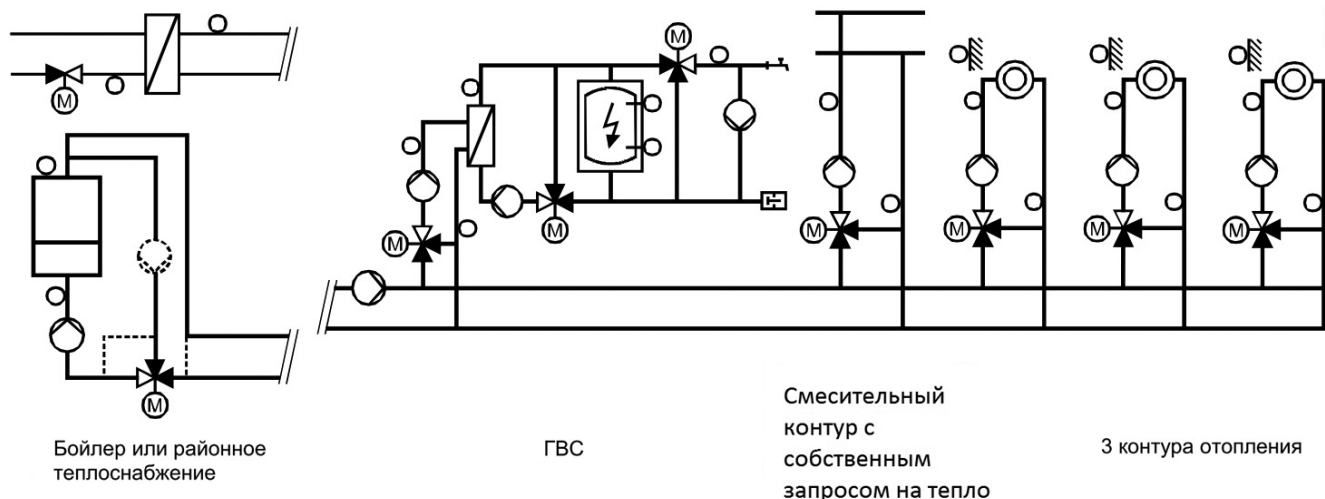 M
M
M
M
M
M
M
M
M
Бойлер или районное
теплоснабжение
ГВС
Смесительный
контур с
собственным
запросом на тепло
3 контура отопления